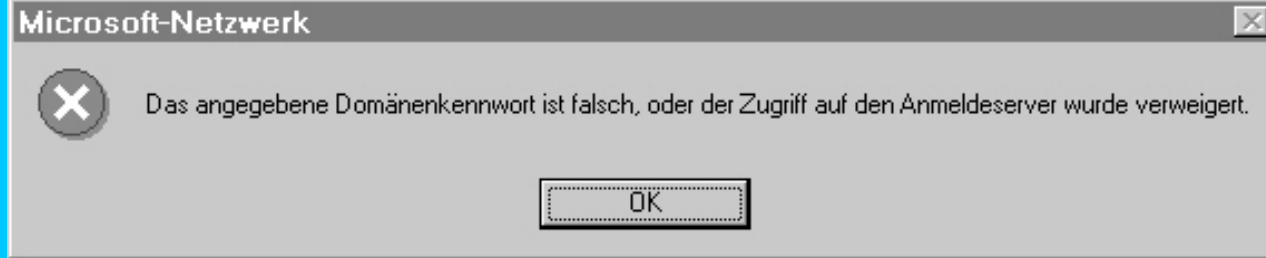 Microsoft-Netzwerk
Das angegebene Domänenkennwort ist falsch, oder der Zugriff auf den Anmeldeserver wurde verweigert.
OK